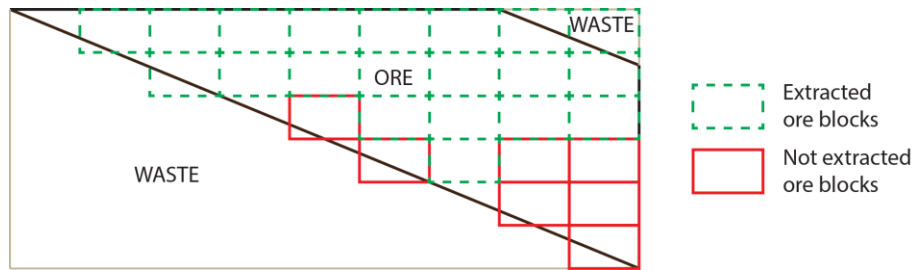 WASTE
ORE
WASTE
Extracted
ore blocks
Not extracted
ore blocks